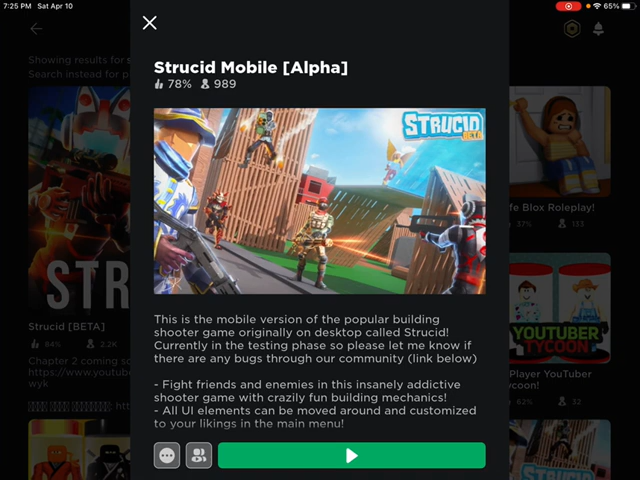 7:25 PM Sat Apr 10
65%
Showing results for s
Search instead for
Strucid Mobile [Alpha]
78% 989
STRUCID
BETA
This is the mobile version of the popular building
shooter game originally on desktop called Strucid!
Currently in the testing phase so please let me know if
there are any bugs through our community (link below)
- Fight friends and enemies in this insanely addictive
shooter game with crazily fun building mechanics!
- All UI elements can be moved around and customized
to your likings in the main menu!
STRU
Strucid [BETA]
84% 2.2K
Chapter 2 coming
https://www.youtube
wyk
fe Blox Roleplay!
37% 133
YOUTUBER
TYCOON
Player YouTuber
ycoon!
62% 32